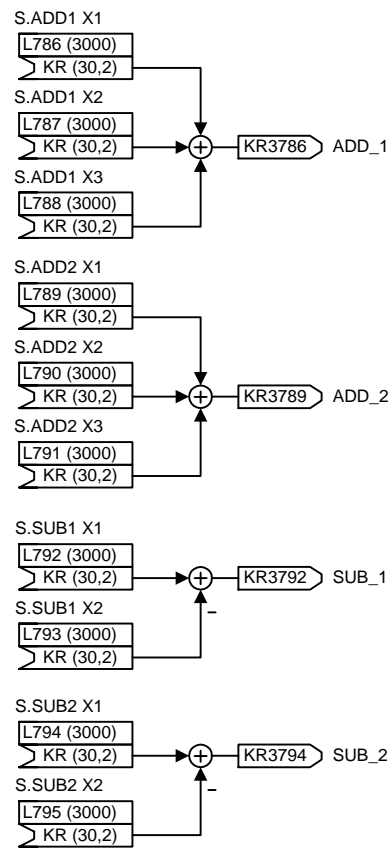 S.ADD1 X1
L786 (3000)
KR (30,2)
S.ADD1 X2
L787 (3000)
KR (30,2)
KR3786 ADD_1
S.ADD1 X3
L788 (3000)
KR (30,2)
S.ADD2 X1
L789 (3000)
KR (30,2)
S.ADD2 X2
L790 (3000)
KR (30,2)
KR3789 ADD_2
S.ADD2 X3
L791 (3000)
KR (30,2)
S.SUB1 X1
L792 (3000)
KR (30,2)
KR3792 SUB_1
S.SUB1 X2
–
L793 (3000)
KR (30,2)
S.SUB2 X1
L794 (3000)
KR (30,2)
KR3794 SUB_2
S.SUB2 X2
–
L795 (3000)
KR (30,2)